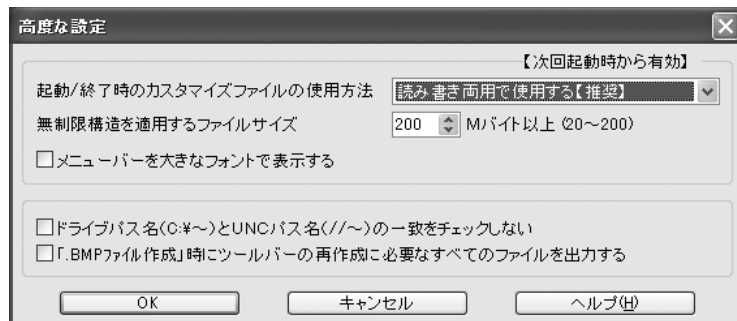 高度な設定
【次回起動時から有効】
起動/終了時のカスタマイズファイルの使用方法 読み書き両用で使用する【推奨】
無制限構造を適用するファイルサイズ 200 Mバイト以上 (20～200)
メニューバーを大きなフォントで表示する
ドライブパス名(C:¥～)とUNCパス名(//～)の一致をチェックしない
「.BMPファイル作成」時にツールバーの再作成に必要なすべてのファイルを出力する
OK キャンセル ヘルプ(H)